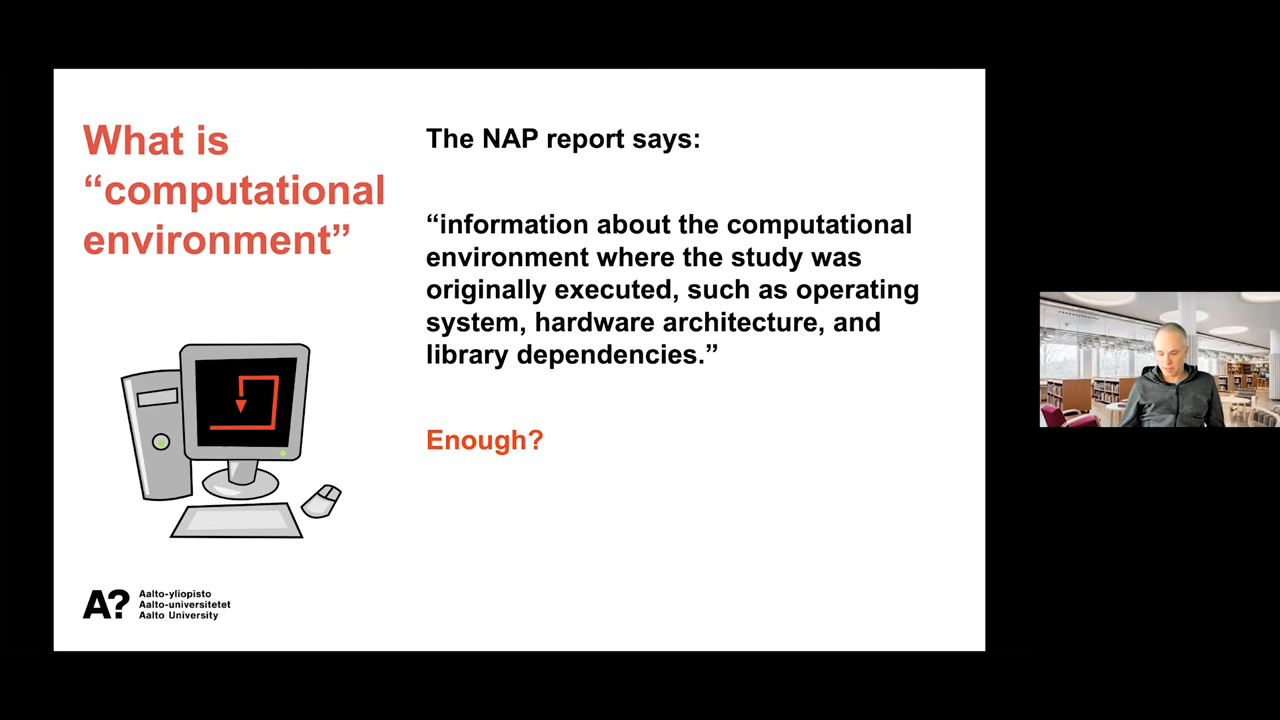 What is
“computational
environment”
The NAP report says:
“information about the computational
environment where the study was
originally executed, such as operating
system, hardware architecture, and
library dependencies.”
Enough?
A?
Aalto-yliopisto
Aalto-universitetet
Aalto University